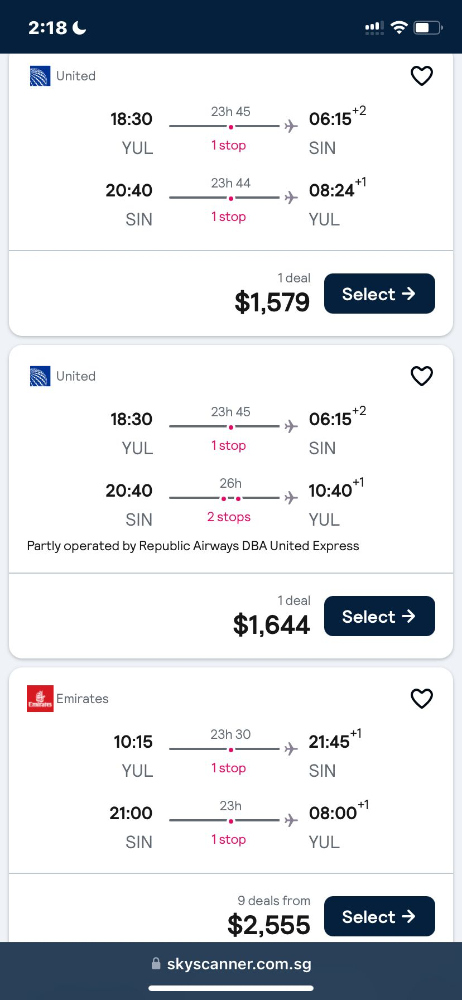 2:18
United
23h 45
18:30 06:15+2
YUL 1 stop SIN
23h 44
20:40 08:24+1
SIN 1 stop YUL
1 deal
$1,579 Select →
United
23h 45
18:30 06:15+2
YUL 1 stop SIN
26h
20:40 10:40+1
SIN 2 stops YUL
Partly operated by Republic Airways DBA United Express
1 deal
$1,644 Select →
Emirates Emirates
23h 30
10:15 21:45+1
YUL 1 stop SIN
23h
21:00 08:00+1
SIN 1 stop YUL
9 deals from
$2,555 Select →
skyscanner.com.sg